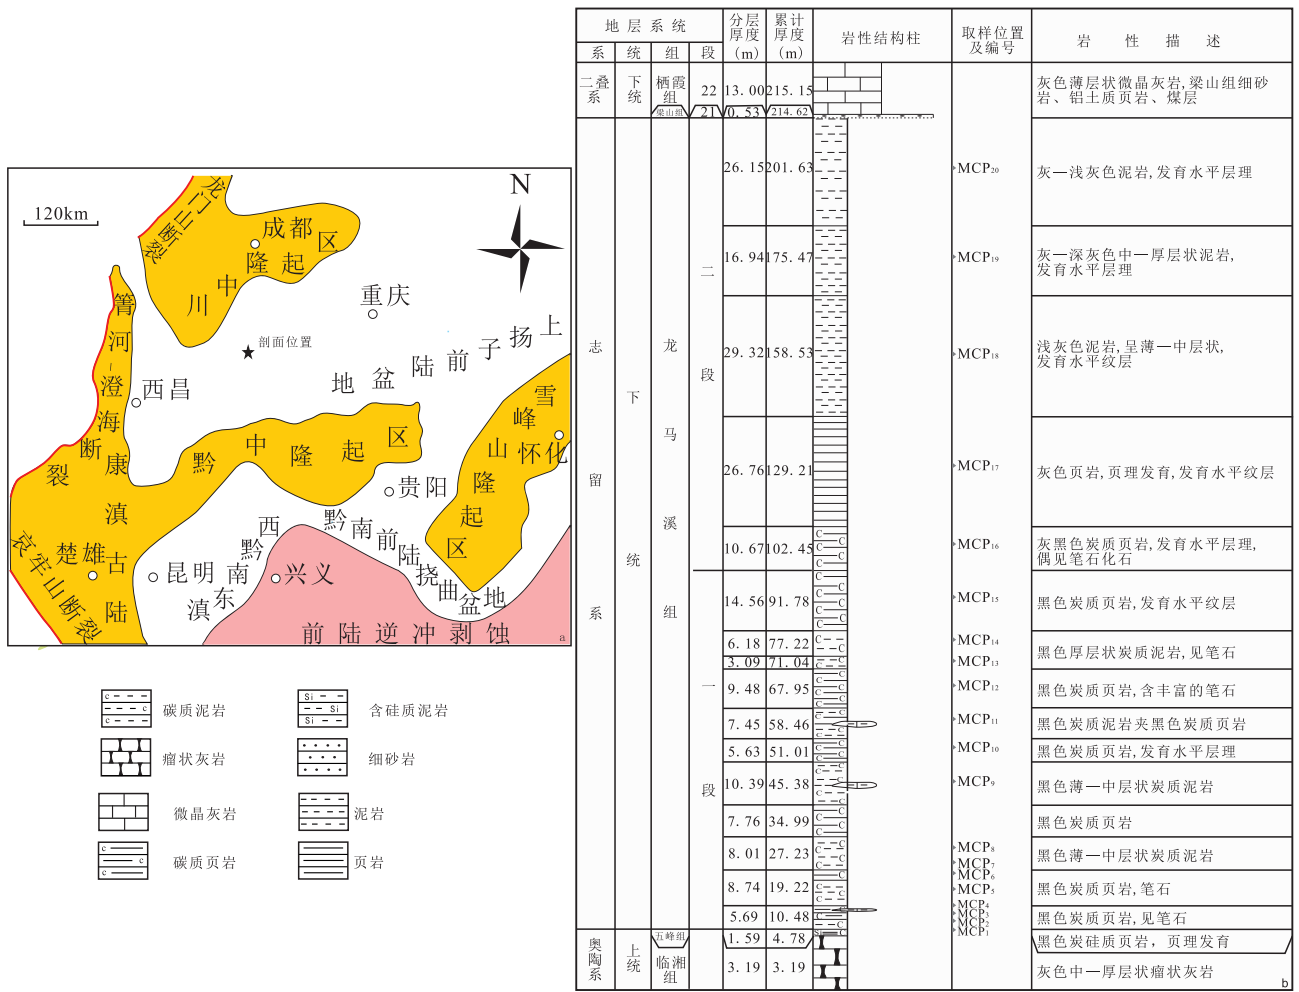 120km
N
龙门山断裂
成都
川中隆起区
重庆
剖面位置
箐河-澄海断裂
西昌
上扬子前陆盆地
雪峰山隆起区
怀化
黔中隆起区
康滇古陆
贵阳
楚雄
哀牢山断裂
昆明
兴义
滇东南黔西
黔南前陆挠曲盆地
前陆逆冲剥蚀
a
碳质泥岩
含硅质泥岩
瘤状灰岩
细砂岩
微晶灰岩
泥岩
碳质页岩
页岩
地层系统
系 统 组 段
分层厚度(m)
累计厚度(m)
岩性结构柱
取样位置及编号
岩性描述
二叠系
下统
栖霞组
22 13.00 215.15
灰色薄层状微晶灰岩,梁山组细砂
岩、铝土质页岩、煤层
梁山组 21 0.53 214.62
志留系
下统
龙马溪组
二段
26.15 201.63 MCP20 灰—浅灰色泥岩,发育水平层理
16.94 175.47 MCP19 灰—深灰色中—厚层状泥岩,
发育水平层理
29.32 158.53 MCP18 浅灰色泥岩,呈薄—中层状,
发育水平纹层
26.76 129.21 MCP17 灰色页岩,页理发育,发育水平纹层
10.67 102.45 MCP16 灰黑色炭质页岩,发育水平层理,
偶见笔石化石
一段
14.56 91.78 MCP15 黑色炭质页岩,发育水平纹层
6.18 77.22 MCP14 黑色厚层状炭质泥岩,见笔石
3.09 71.04 MCP13
9.48 67.95 MCP12 黑色炭质页岩,含丰富的笔石
7.45 58.46 MCP11 黑色炭质泥岩夹黑色炭质页岩
5.63 51.01 MCP10 黑色炭质页岩,发育水平层理
10.39 45.38 MCP9 黑色薄—中层状炭质泥岩
7.76 34.99 黑色炭质页岩
8.01 27.23 MCP8 黑色薄—中层状炭质泥岩
MCP7
MCP6
8.74 19.22 MCP5 黑色炭质页岩,笔石
MCP4
5.69 10.48 MCP3 黑色炭质页岩,见笔石
MCP2
MCP1
奥陶系
上统
五峰组 1.59 4.78 黑色炭硅质页岩，页理发育
临湘组 3.19 3.19 灰色中—厚层状瘤状灰岩
b